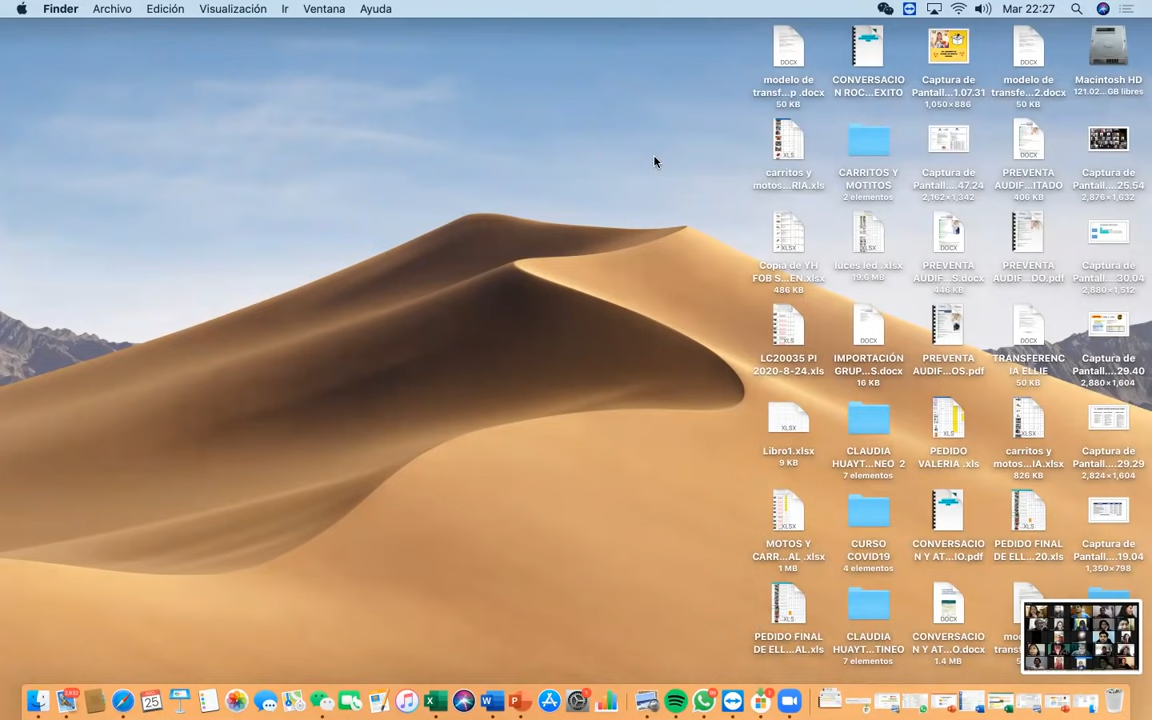 Finder Archivo Edición Visualización Ir Ventana Ayuda Mar 22:27
modelo de transf...p .docx
50 KB
CONVERSACIO
N ROC...EXITO
Captura de
Pantall...1.07.31
1,050×886
modelo de
transfe...2.docx
50 KB
Macintosh HD
121.02... GB libres
carritos y
motos...RIA.xls
CARRITOS Y
MOTITOS
2 elementos
Captura de
Pantall....47.24
2,162×1,342
PREVENTA
AUDIF...ITADO
406 KB
Captura de
Pantall....25.54
2,876×1,632
Copia de YH
FOB S...EN.xlsx
486 KB
luces led .xlsx
19.6 MB
PREVENTA
AUDIF...S.docx
446 KB
PREVENTA
AUDIF...DO.pdf
Captura de
Pantall....30.04
2,880×1,512
LC20035 PI
2020-8-24.xls
IMPORTACIÓN
GRUP...S.docx
16 KB
PREVENTA
AUDIF...OS.pdf
TRANSFERENC
IA ELLIE
50 KB
Captura de
Pantall....29.40
2,880×1,604
Libro1.xlsx
9 KB
CLAUDIA
HUAYT...NEO 2
7 elementos
PEDIDO
VALERIA .xls
carritos y
motos...IA.xlsx
826 KB
Captura de
Pantall....29.29
2,824×1,604
MOTOS Y
CARR...AL .xlsx
1 MB
CURSO
COVID19
4 elementos
CONVERSACIO
N Y AT...IO.pdf
PEDIDO FINAL
DE ELL...20.xls
Captura de
Pantall....19.04
1,350×798
PEDIDO FINAL
DE ELL...AL.xls
CLAUDIA
HUAYT...TINEO
7 elementos
CONVERSACIO
N Y AT...O.docx
1.4 MB